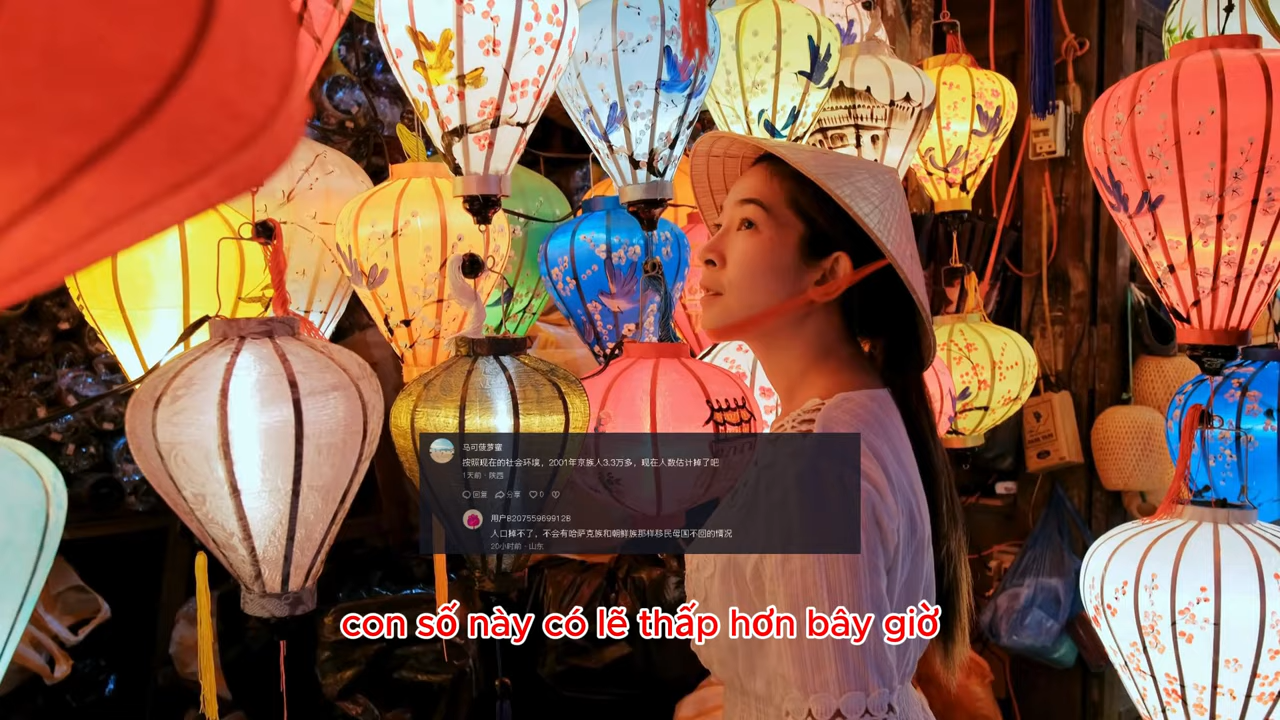 乌可菠萝蜜
按照现在的社会环境，2001年京族人3.3万多，现在人数估计掉了吧
1天前 · 陕西
回复 分享 0
用户8207559699128
人口掉不了，不会有哈萨克族和朝鲜族那样移民母国不回的情况
20小时前 · 山东
con số này có lẽ thấp hơn bây giờ